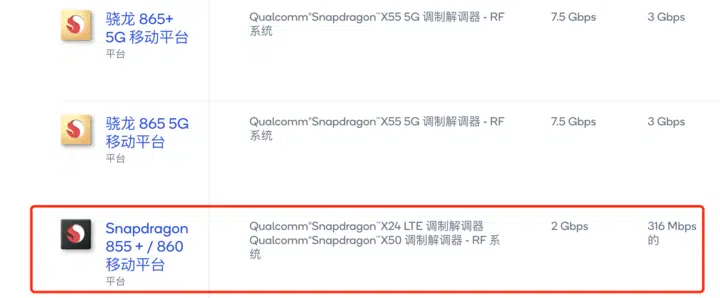 骁龙 865+
5G 移动平台
平台
Qualcomm®Snapdragon™X55 5G 调制解调器 - RF
系统
7.5 Gbps
3 Gbps
骁龙 865 5G
移动平台
平台
Qualcomm®Snapdragon™X55 5G 调制解调器 - RF
系统
7.5 Gbps
3 Gbps
Snapdragon
855 + / 860
移动平台
平台
Qualcomm®Snapdragon™X24 LTE 调制解调器
Qualcomm®Snapdragon™X50 调制解调器 - RF 系
统
2 Gbps
316 Mbps
的